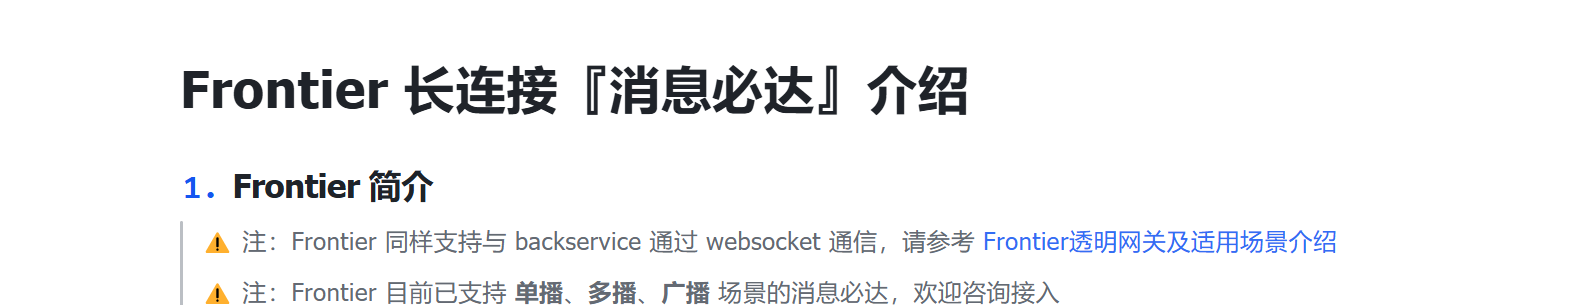 Frontier 长连接『消息必达』介绍
1. Frontier 简介
注：Frontier 同样支持与 backservice 通过 websocket 通信，请参考 Frontier透明网关及适用场景介绍
注：Frontier 目前已支持 单播、多播、广播 场景的消息必达，欢迎咨询接入